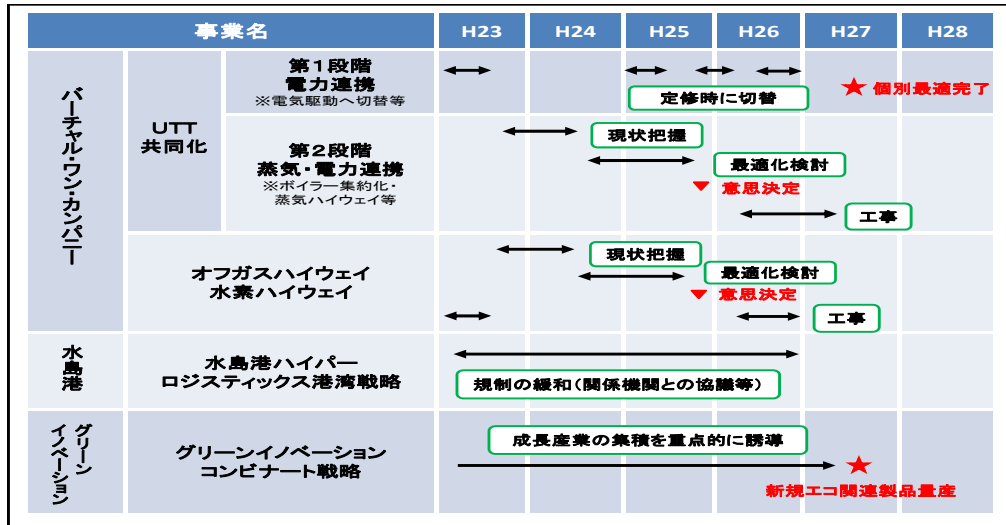 事業名
H23
H24
H25
H26
H27
H28
バーチャル・ワン・カンパニー
UTT
共同化
第1段階
電力連携
※電気駆動へ切替等
定修時に切替
★ 個別最適完了
第2段階
蒸気・電力連携
※ボイラー集約化・
蒸気ハイウェイ等
現状把握
最適化検討
▼ 意思決定
工事
オフガスハイウェイ
水素ハイウェイ
現状把握
最適化検討
▼ 意思決定
工事
水島港
水島港ハイパー
ロジスティックス港湾戦略
規制の緩和(関係機関との協議等)
グリーン
イノベーション
グリーンイノベーション
コンビナート戦略
成長産業の集積を重点的に誘導
★
新規エコ関連製品量産